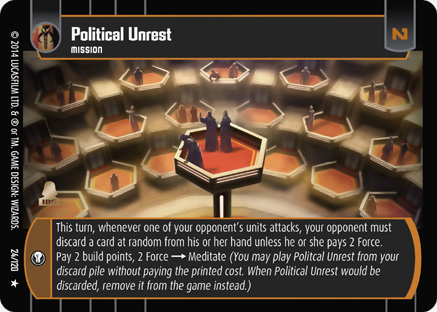 Political Unrest
MISSION
N
© 2014 LUCASFILM LTD. & ® or TM. GAME DESIGN: WIZARDS.
24/120
This turn, whenever one of your opponent's units attacks, your opponent must
discard a card at random from his or her hand unless he or she pays 2 Force.
Pay 2 build points, 2 Force → Meditate (You may play Politcal Unrest from your
discard pile without paying the printed cost. When Political Unrest would be
discarded, remove it from the game instead.)